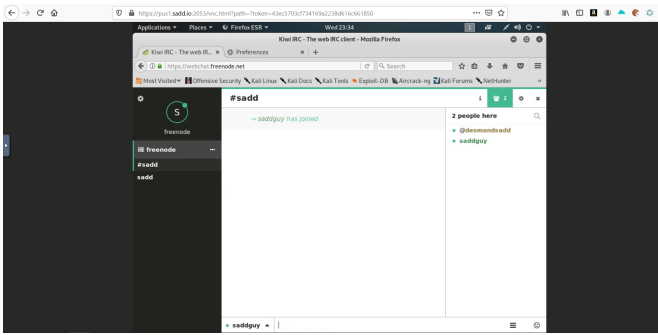 https://pus1.sadd.io:2053/vnc.html?path=?token=43ec5703cf734169a2238d616c661850
Applications Places Firefox ESR Wed 23:34
Kiwi IRC - The web IRC client - Mozilla Firefox
Kiwi IRC - The web IR... Preferences
https://webchat.freenode.net Search
Most Visited Offensive Security Kali Linux Kali Docs Kali Tools Exploit-DB Aircrack-ng Kali Forums NetHunter »
#sadd 2
S
freenode
→ saddguy has joined
2 people here
@desmondsadd
saddguy
freenode ...
#sadd
sadd
saddguy